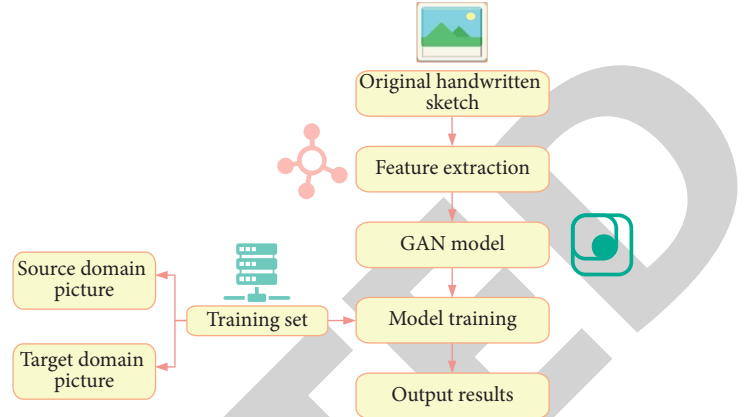 Original handwritten
sketch
Feature extraction
GAN model
Source domain
picture
Training set
Model training
Target domain
picture
Output results